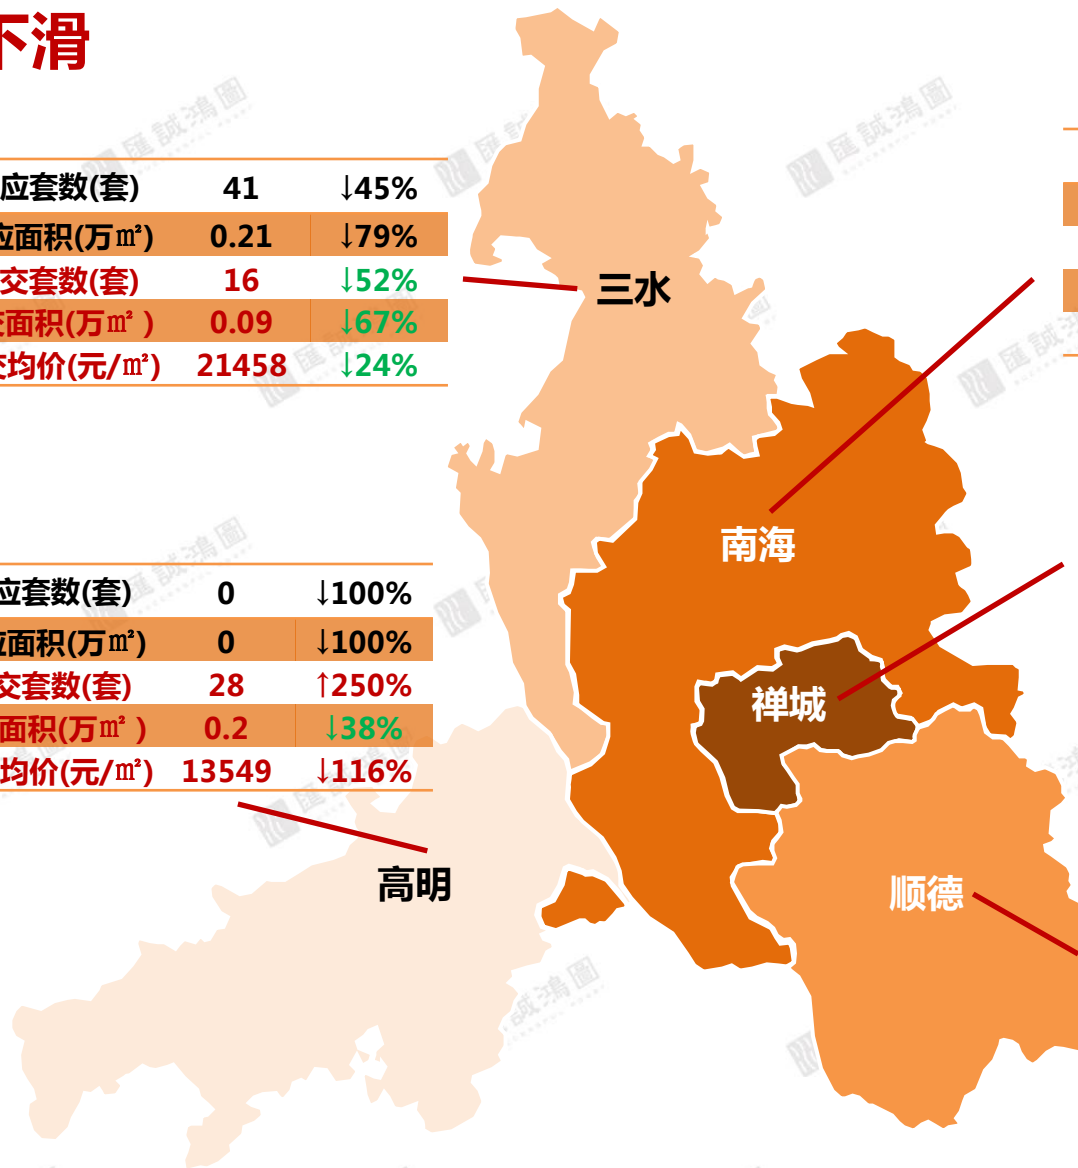 下滑
应套数(套) 41 ↓45%
应面积(万㎡) 0.21 ↓79%
交套数(套) 16 ↓52%
交面积(万㎡ ) 0.09 ↓67%
交均价(元/㎡) 21458 ↓24%
三水
南海
应套数(套) 0 ↓100%
应面积(万㎡) 0 ↓100%
交套数(套) 28 ↑250%
面积(万㎡ ) 0.2 ↓38%
均价(元/㎡) 13549 ↓116%
禅城
高明
顺德
匯誠鴻圖